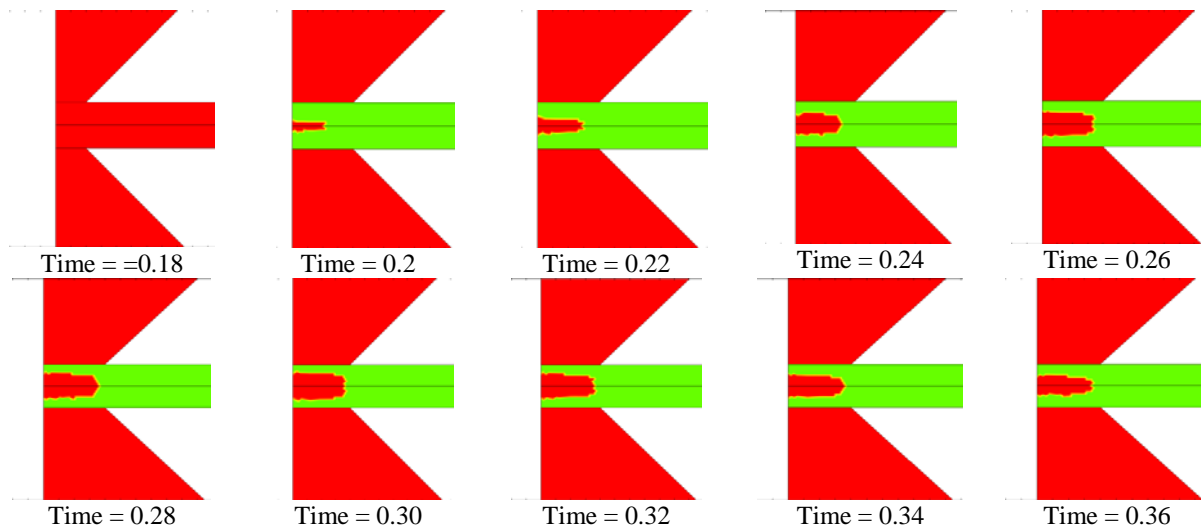 Time = =0.18
Time = 0.2
Time = 0.22
Time = 0.24
Time = 0.26
Time = 0.28
Time = 0.30
Time = 0.32
Time = 0.34
Time = 0.36